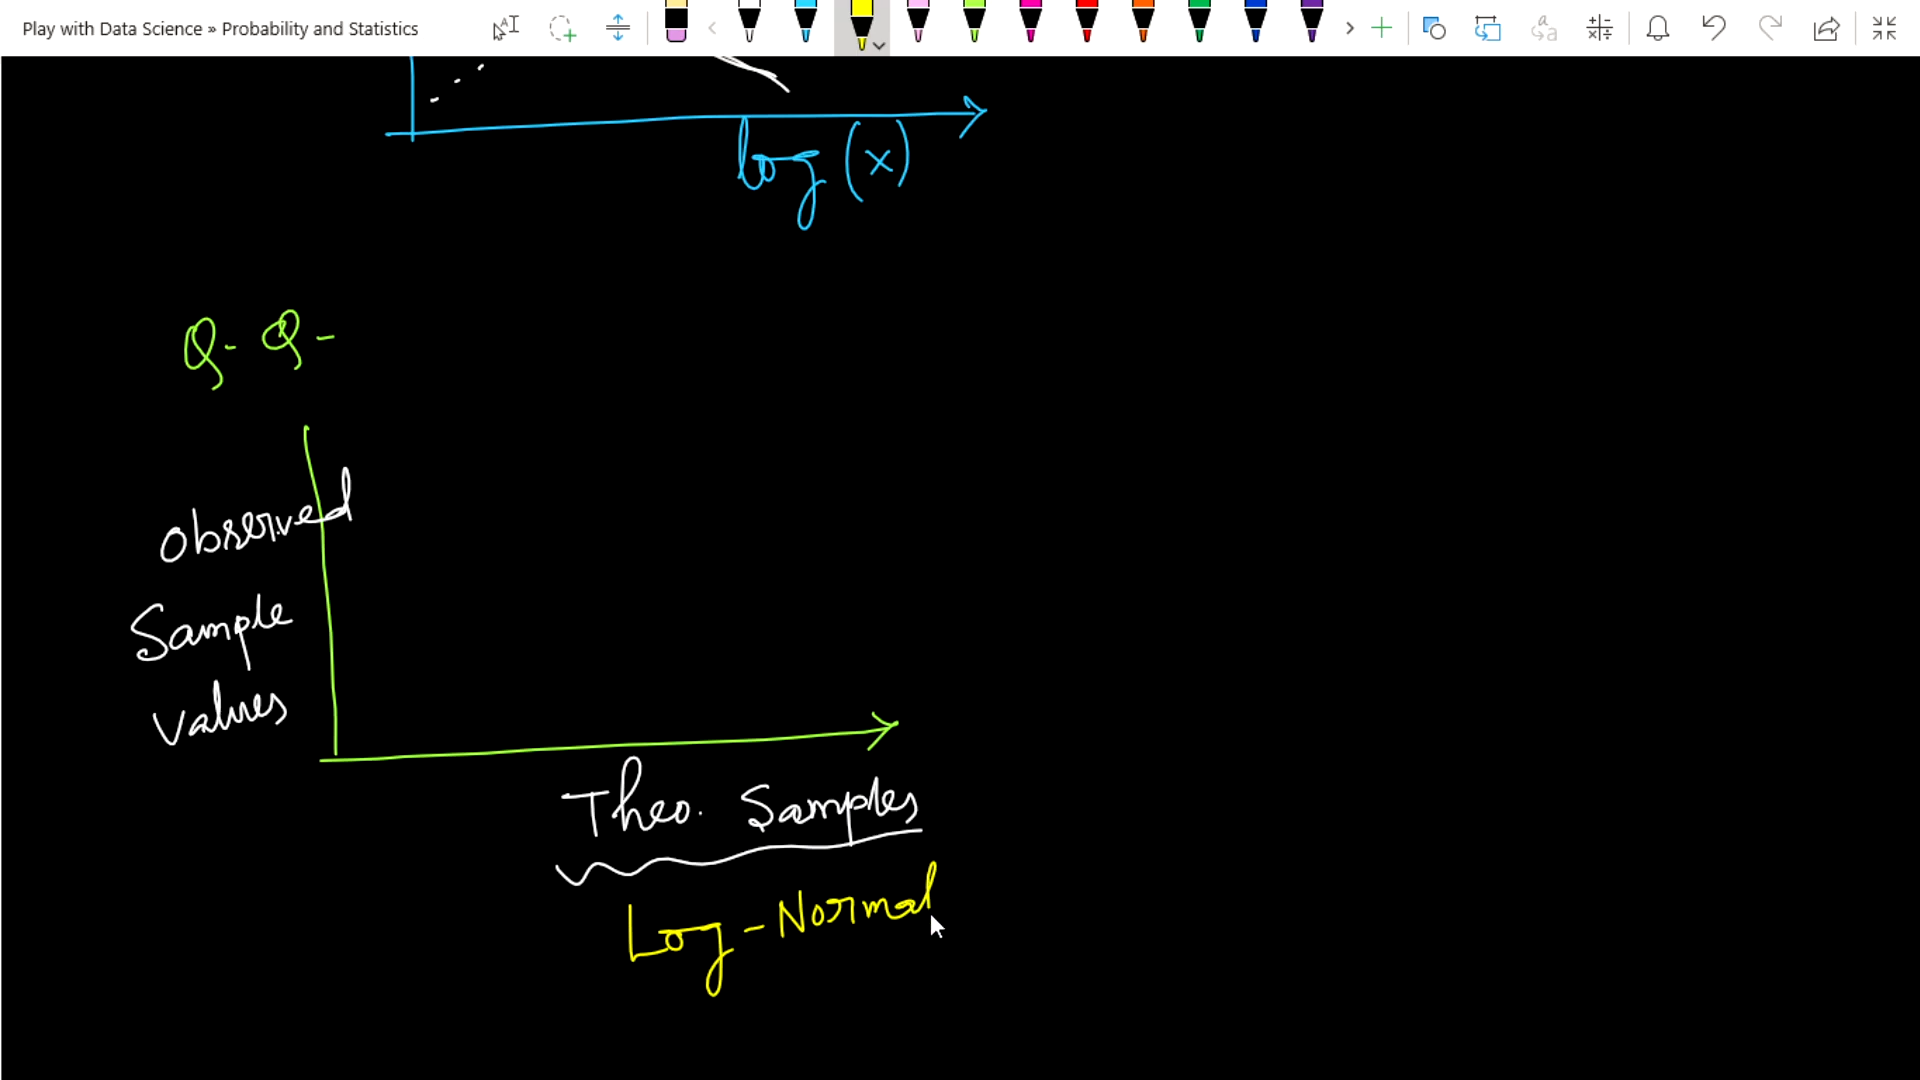 Play with Data Science » Probability and Statistics
log (x)
Q-Q-
observed
Sample
values
Theo. Samples
Log-Normal